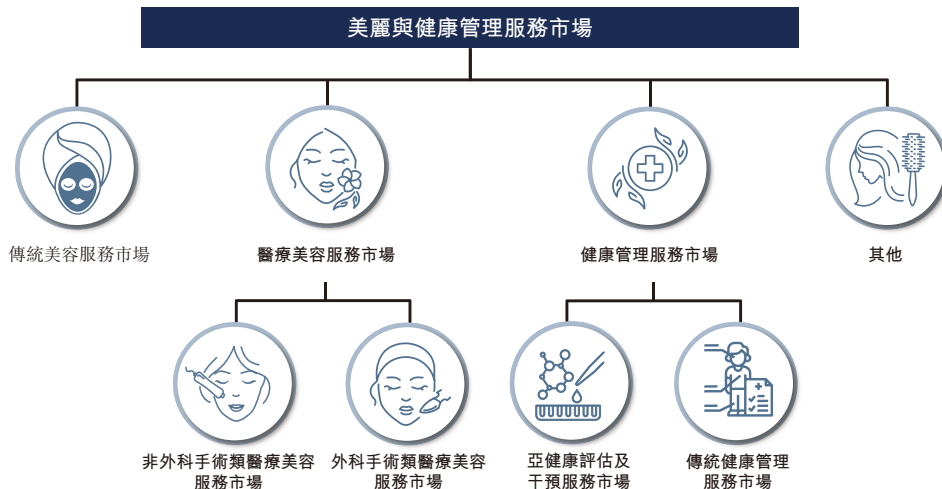 美麗與健康管理服務市場
傳統美容服務市場
醫療美容服務市場
健康管理服務市場
其他
非外科手術類醫療美容
服務市場
外科手術類醫療美容
服務市場
亞健康評估及
干預服務市場
傳統健康管理
服務市場